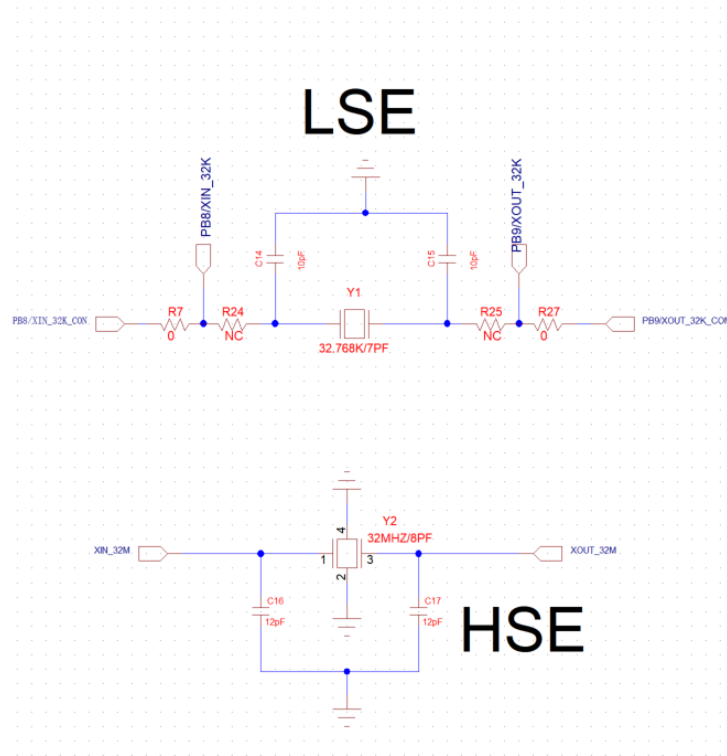 LSE
PB8/XIN_32K
PB9/XOUT_32K
C14
10pF
C15
10pF
Y1
R7
R24
R25
R27
PB8/XIN_32K_CON
PB9/XOUT_32K_CON
0
NC
32.768K/7PF
NC
0
Y2
4
32MHZ/8PF
XIN_32M
XOUT_32M
1
3
2
C16
12pF
C17
12pF
HSE